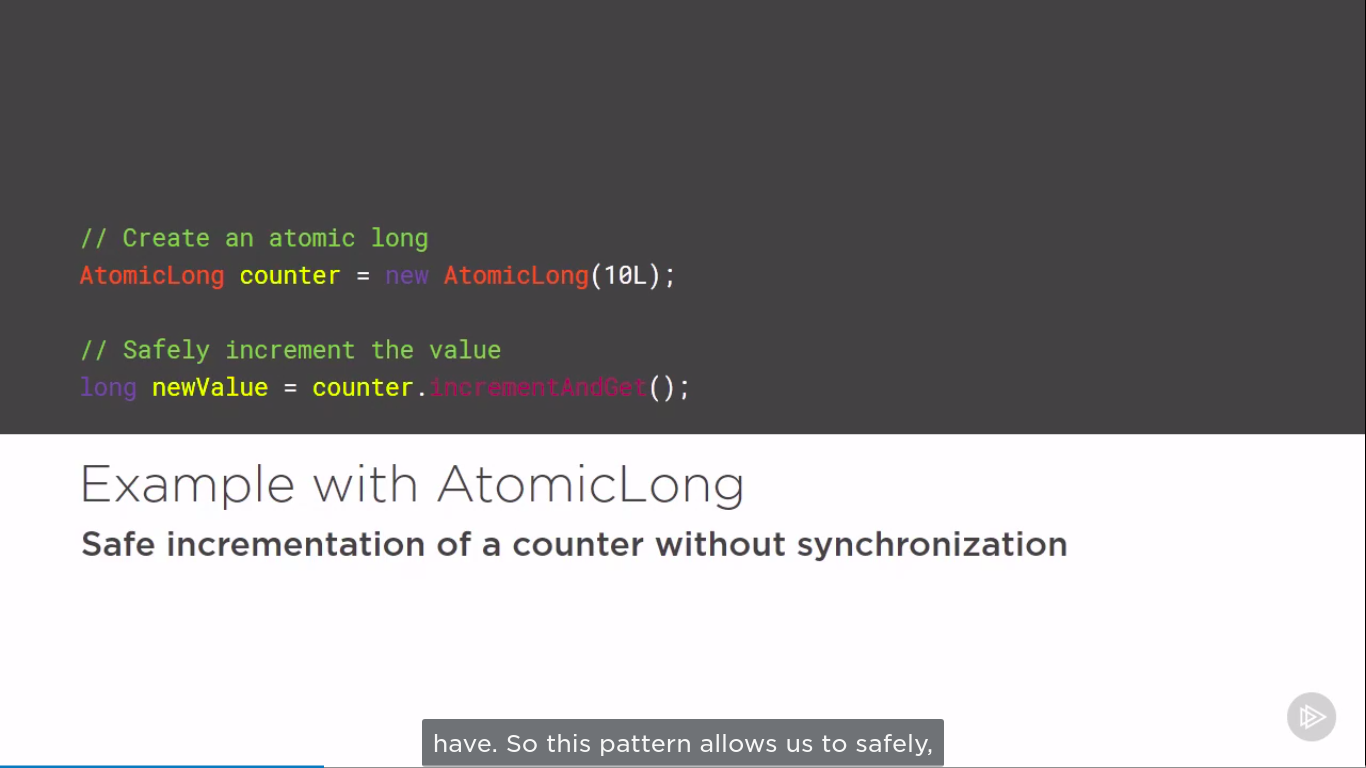 // Create an atomic long
AtomicLong counter = new AtomicLong(10L);
// Safely increment the value
long newValue = counter.incrementAndGet();
Example with AtomicLong
Safe incrementation of a counter without synchronization
have. So this pattern allows us to safely,